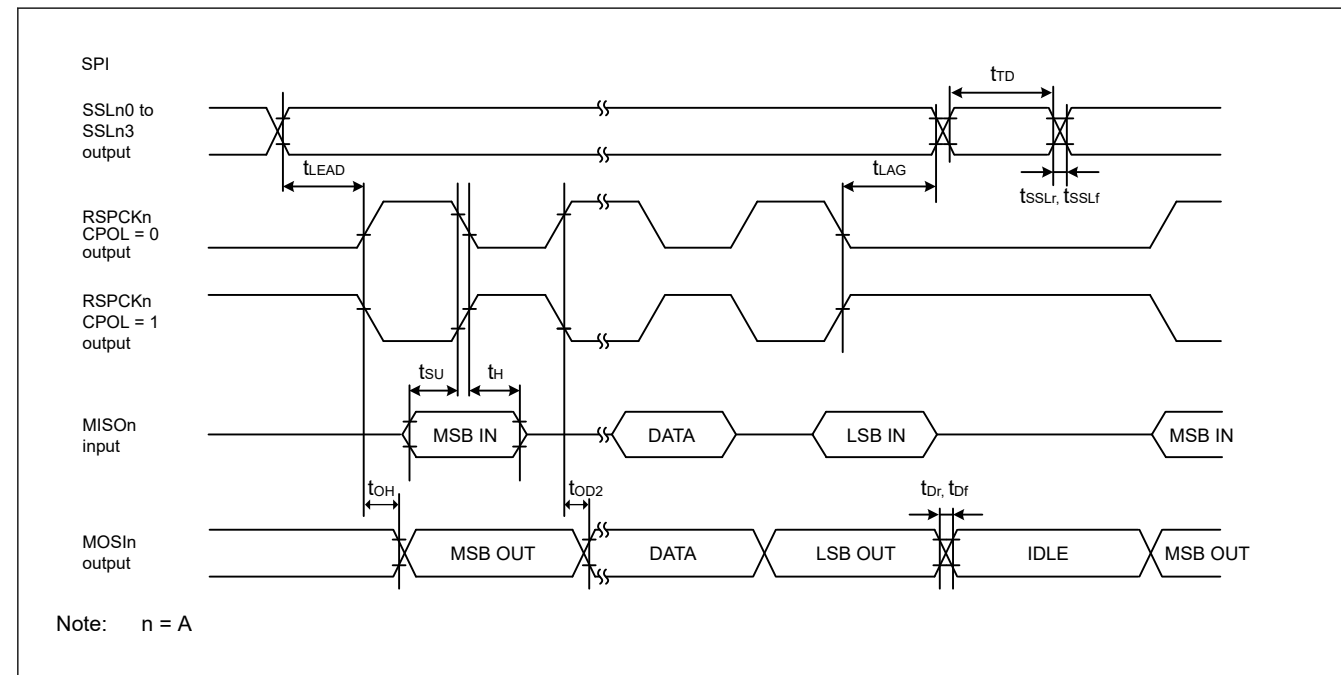 SPI
tTD
SSLn0 to
SSLn3
output
tLEAD
tLAG
tSSLr, tSSLf
RSPCKn
CPOL = 0
output
RSPCKn
CPOL = 1
output
tSU
tH
MISOn
input
MSB IN
DATA
LSB IN
MSB IN
tOH
tOD2
tDr, tDf
MOSIn
output
MSB OUT
DATA
LSB OUT
IDLE
MSB OUT
Note: n = A